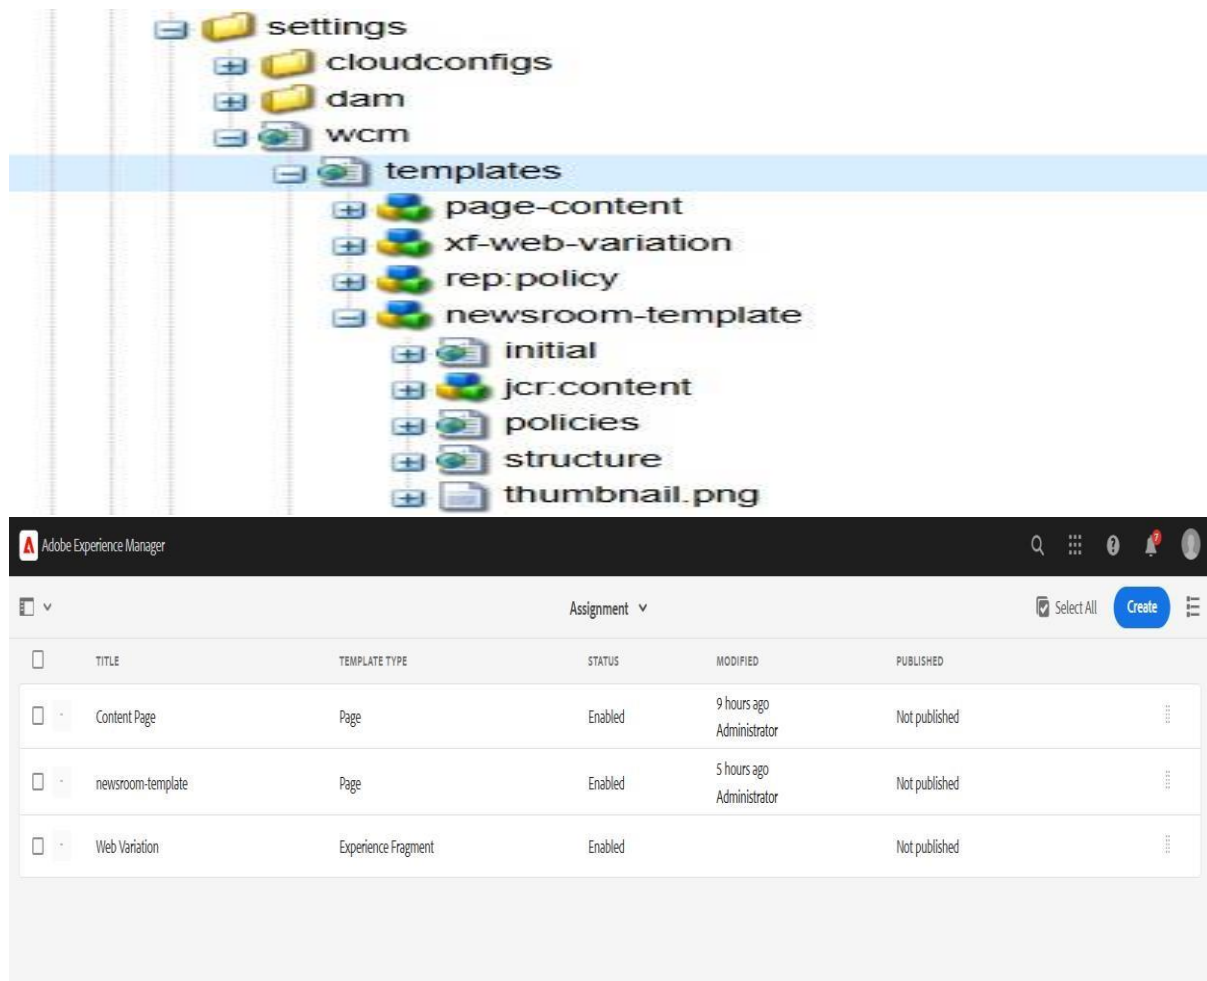 settings
cloudconfigs
dam
wcm
templates
page-content
xf-web-variation
rep:policy
newsroom-template
initial
jcr:content
policies
structure
thumbnail.png
Adobe Experience Manager
7
Assignment
Select All
Create
TITLE TEMPLATE TYPE STATUS MODIFIED PUBLISHED
Content Page Page Enabled 9 hours ago Not published
Administrator
newsroom-template Page Enabled 5 hours ago Not published
Administrator
Web Variation Experience Fragment Enabled Not published